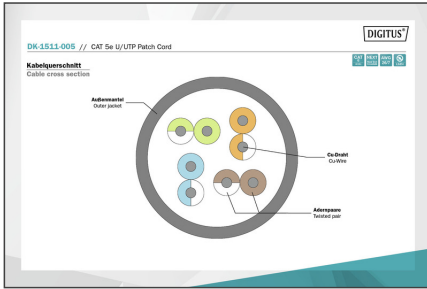 DIGITUS®
DK-1511-005 // CAT 5e U/UTP Patch Cord
Kabelquerschnitt
Cable cross section
Außenmantel
Outer jacket
Cu-Draht
Cu-Wire
Aderspaare
Twisted pair